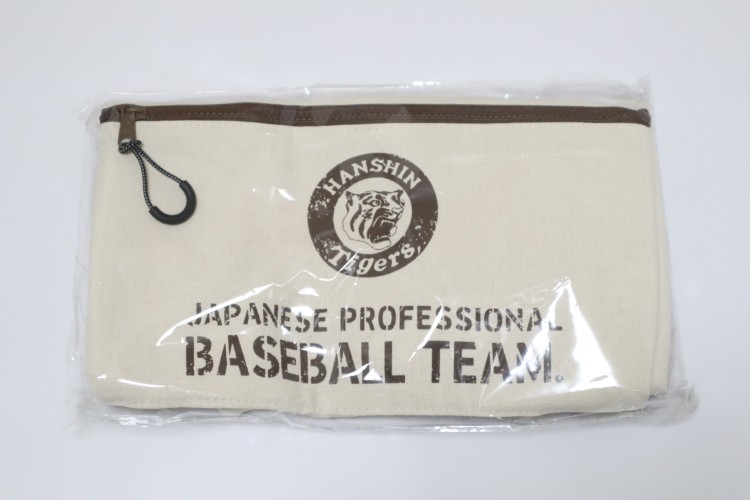 HANSHIN
Tigers
JAPANESE PROFESSIONAL
BASEBALL TEAM.